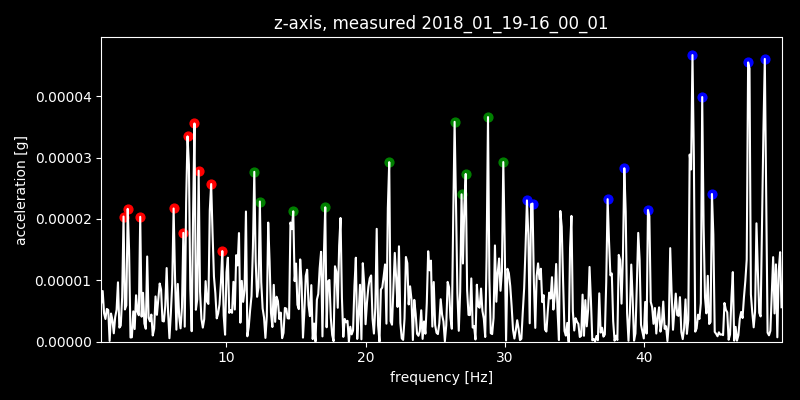 z-axis, measured 2018_01_19-16_00_01
0.00004
0.00003
0.00002
0.00001
0.00000
acceleration [g]
10 20 30 40
frequency [Hz]